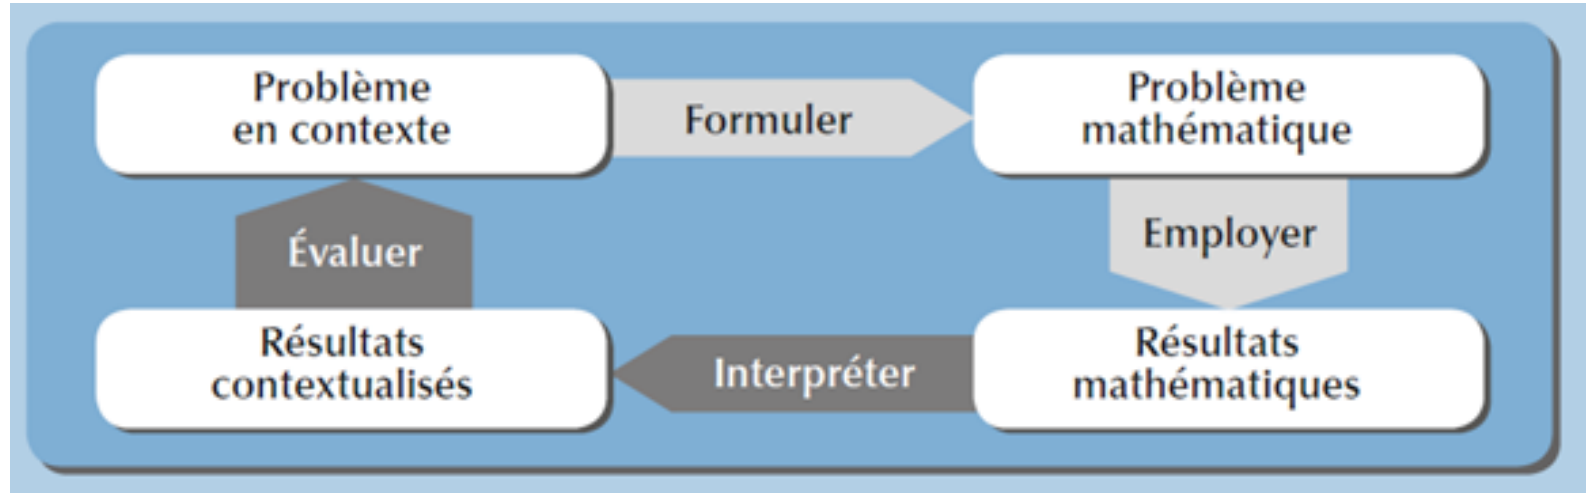 Problème
en contexte
Formuler
Problème
mathématique
Évaluer
Employer
Résultats
contextualisés
Interpréter
Résultats
mathématiques